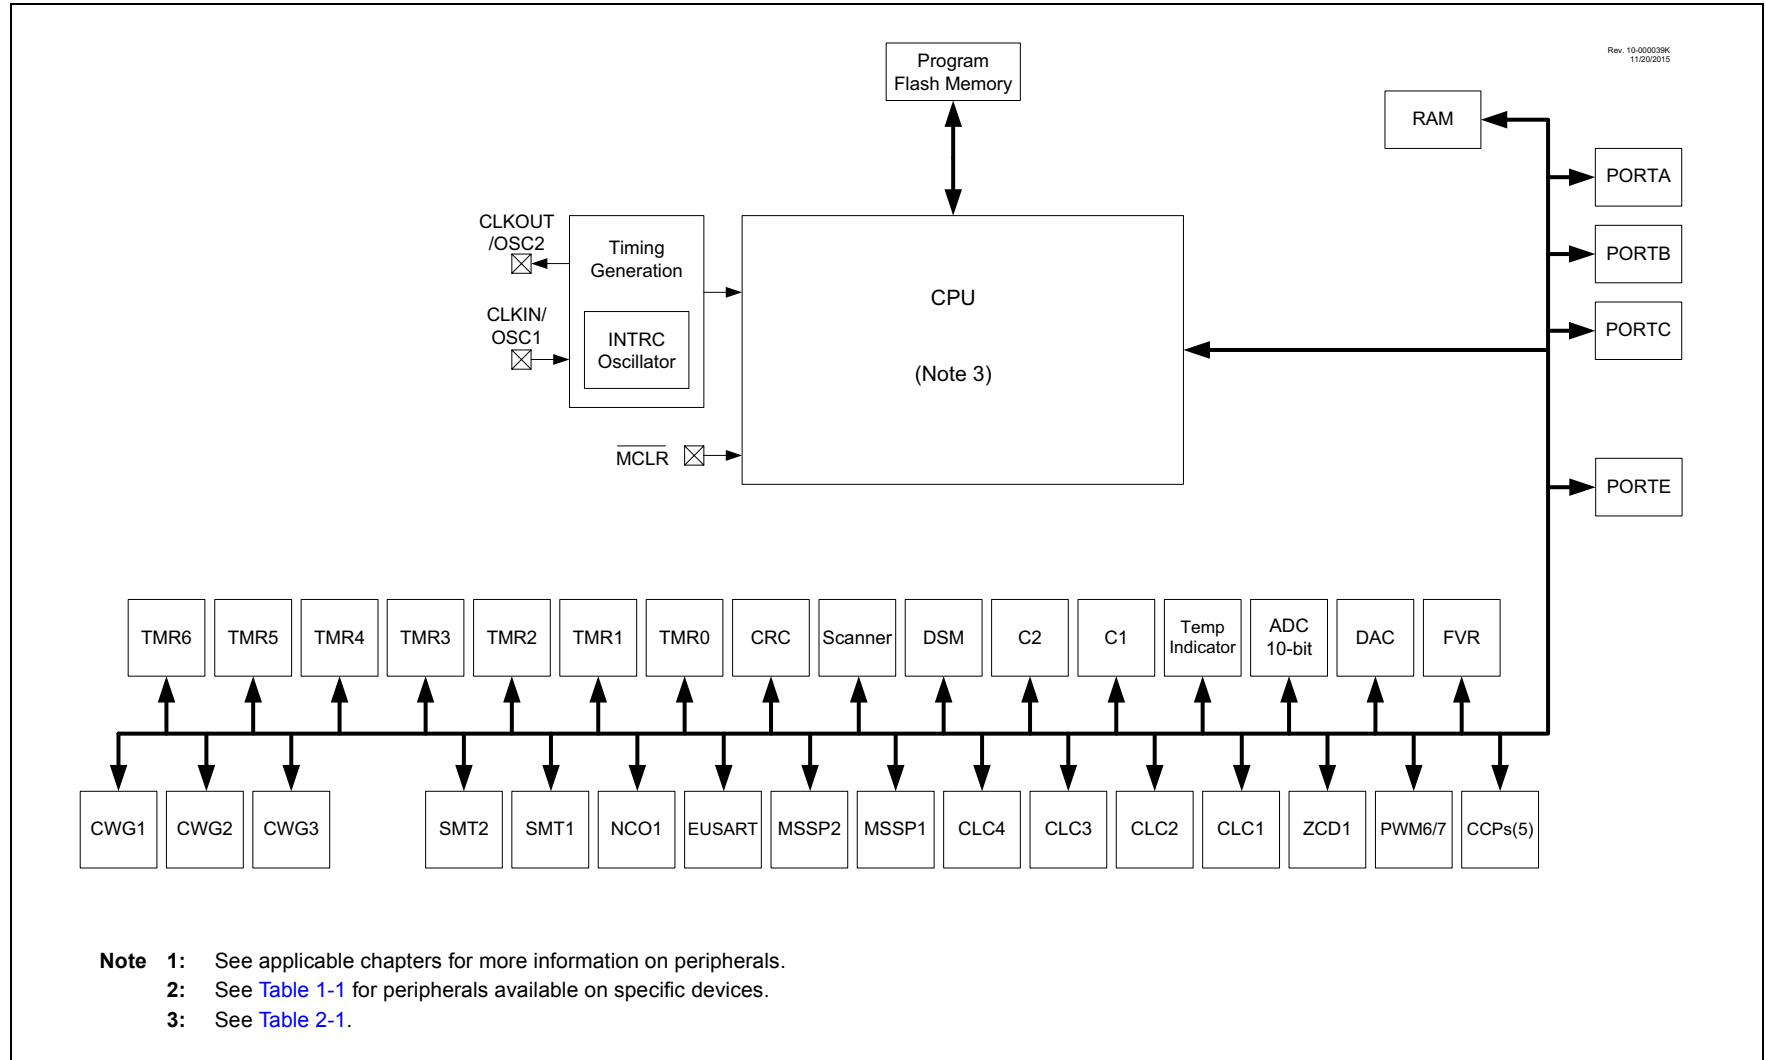 Rev. 10-000039K
11/20/2015
Program
Flash Memory
RAM
PORTA
CLKOUT
/OSC2
Timing
Generation
PORTB
CPU
CLKIN/
OSC1
INTRC
Oscillator
PORTC
(Note 3)
MCLR
PORTE
TMR6
TMR5
TMR4
TMR3
TMR2
TMR1
TMR0
CRC
Scanner
DSM
C2
C1
Temp
Indicator
ADC
10-bit
DAC
FVR
CWG1
CWG2
CWG3
SMT2
SMT1
NCO1
EUSART
MSSP2
MSSP1
CLC4
CLC3
CLC2
CLC1
ZCD1
PWM6/7
CCPs(5)
Note 1: See applicable chapters for more information on peripherals.
2: See Table 1-1 for peripherals available on specific devices.
3: See Table 2-1.